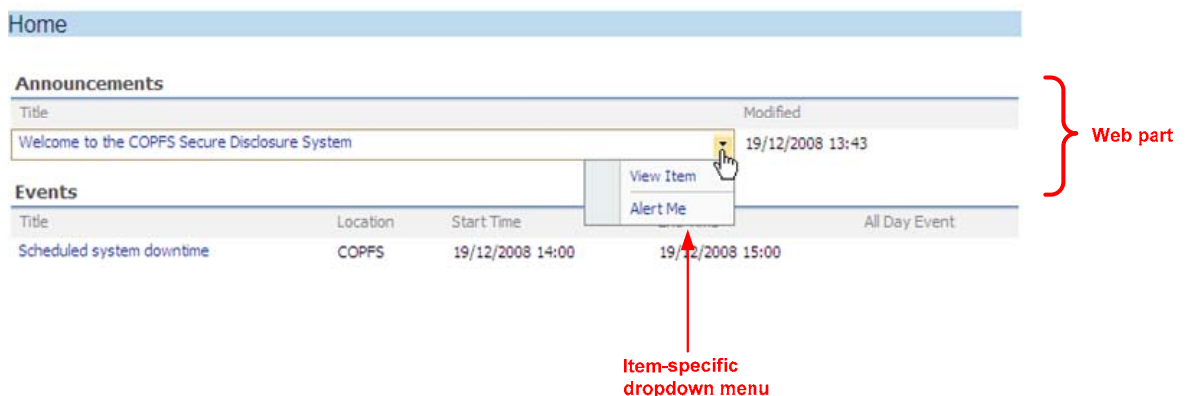 Home
Announcements
Title Modified
Welcome to the COPFS Secure Disclosure System 19/12/2008 13:43
Web part
View Item
Events
Alert Me
Title Location Start Time All Day Event
Scheduled system downtime COPFS 19/12/2008 14:00 19/12/2008 15:00
Item-specific
dropdown menu